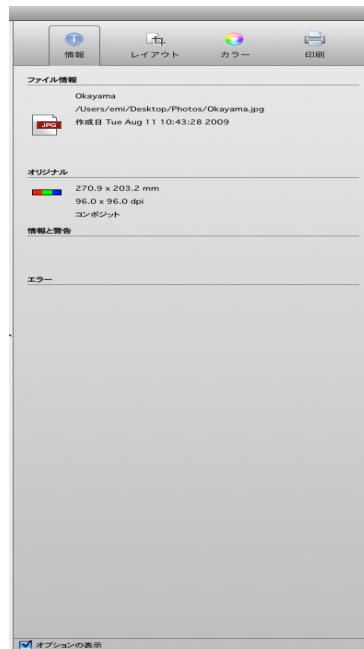 情報 レイアウト カラー 印刷
ファイル情報
Okayama
/Users/emi/Desktop/Photos/Okayama.jpg
JPG 作成日 Tue Aug 11 10:43:28 2009
オリジナル
270.9 x 203.2 mm
96.0 x 96.0 dpi
コンポジット
情報と警告
エラー
オプションの表示